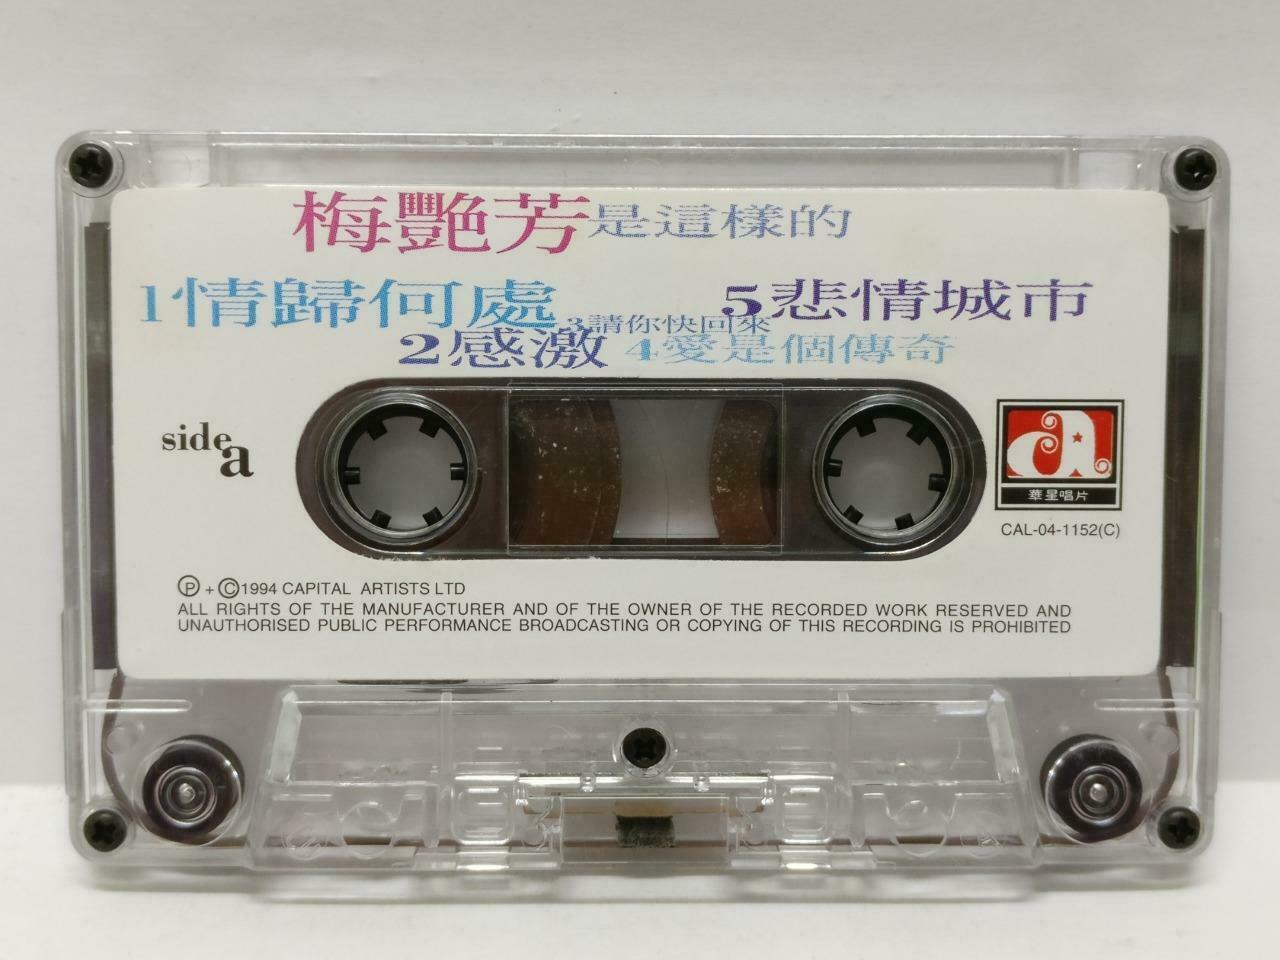 梅艷芳是這樣的
1情歸何處
2感激
3請你快回來
4愛是個傳奇
5悲情城市
side a
華星唱片
CAL-04-1152(C)
Ⓟ + ©1994 CAPITAL ARTISTS LTD
ALL RIGHTS OF THE MANUFACTURER AND OF THE OWNER OF THE RECORDED WORK RESERVED AND
UNAUTHORISED PUBLIC PERFORMANCE BROADCASTING OR COPYING OF THIS RECORDING IS PROHIBITED